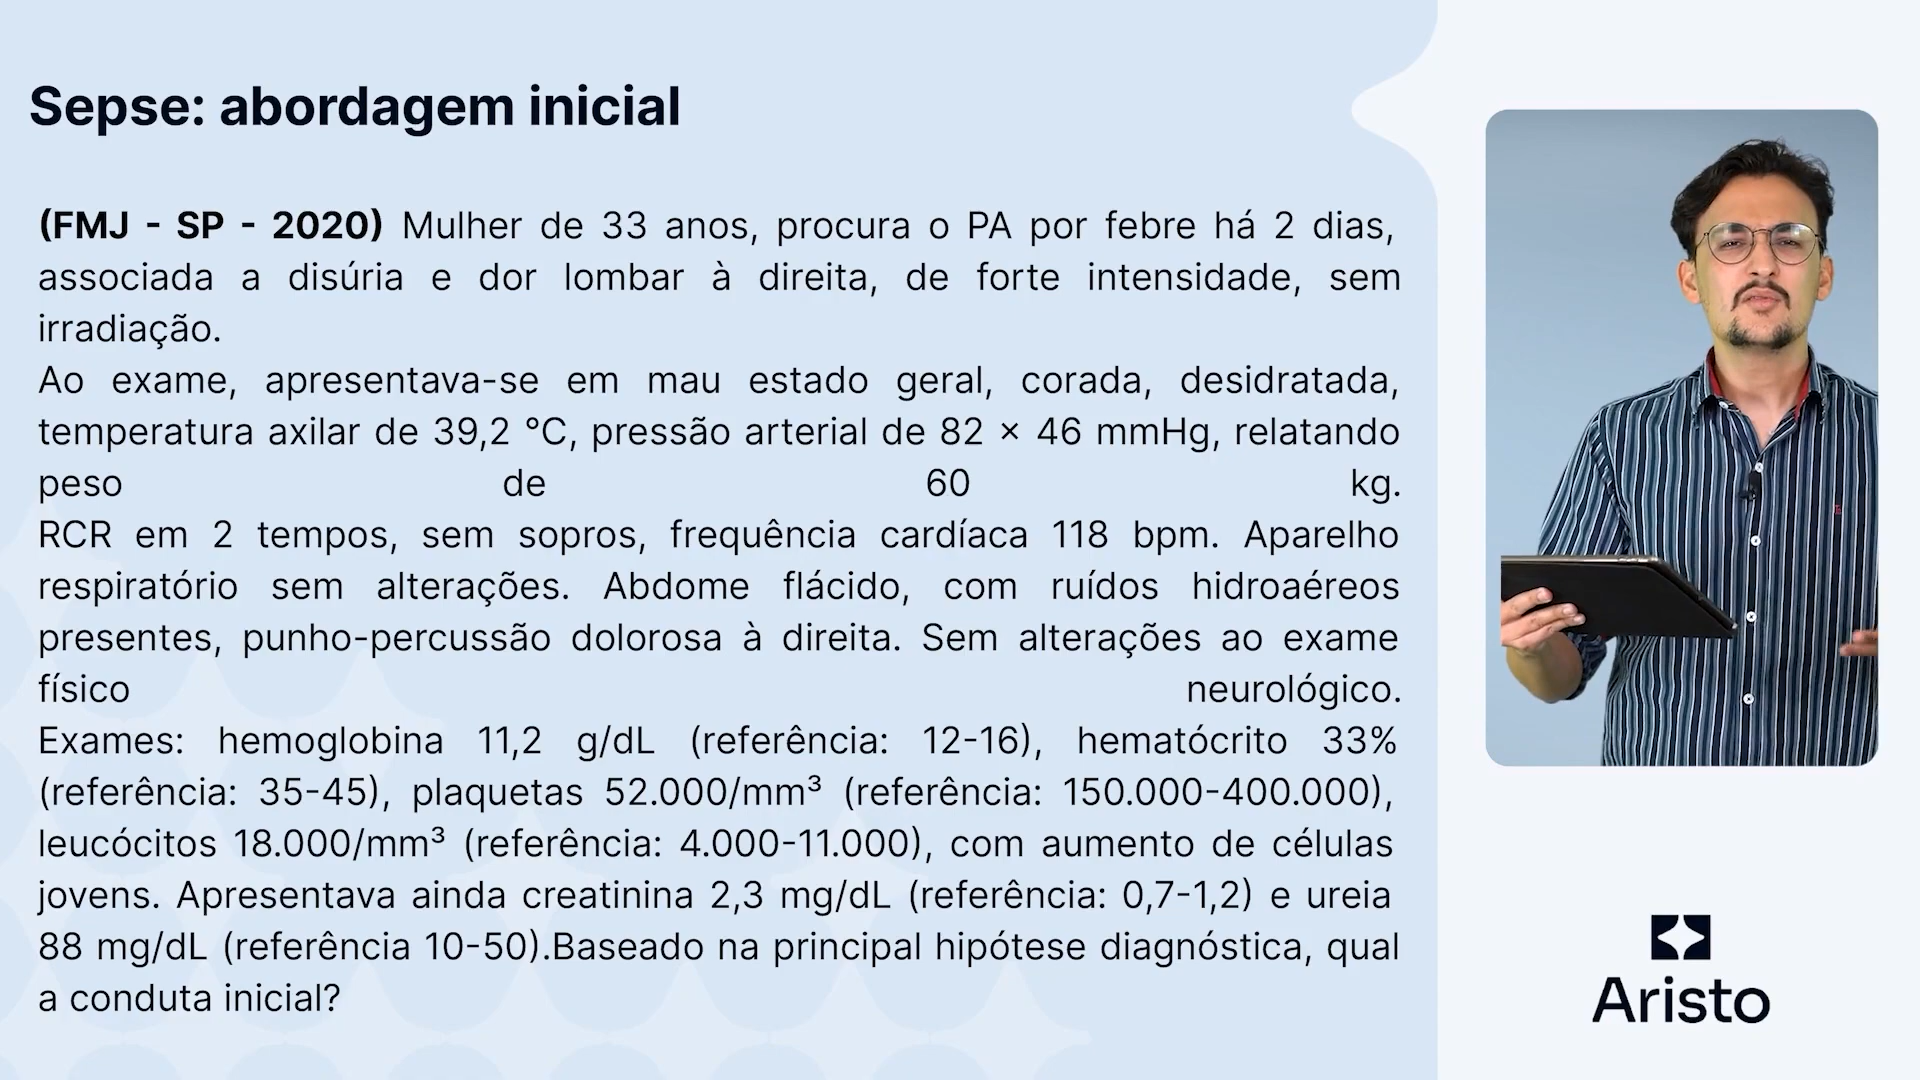 Sepse: abordagem inicial
(FMJ - SP - 2020) Mulher de 33 anos, procura o PA por febre há 2 dias,
associada a disúria e dor lombar à direita, de forte intensidade, sem
irradiação.
Ao exame, apresentava-se em mau estado geral, corada, desidratada,
temperatura axilar de 39,2 °C, pressão arterial de 82 × 46 mmHg, relatando
peso de 60 kg.
RCR em 2 tempos, sem sopros, frequência cardíaca 118 bpm. Aparelho
respiratório sem alterações. Abdome flácido, com ruídos hidroaéreos
presentes, punho-percussão dolorosa à direita. Sem alterações ao exame
físico neurológico.
Exames: hemoglobina 11,2 g/dL (referência: 12-16), hematócrito 33%
(referência: 35-45), plaquetas 52.000/mm³ (referência: 150.000-400.000),
leucócitos 18.000/mm³ (referência: 4.000-11.000), com aumento de células
jovens. Apresentava ainda creatinina 2,3 mg/dL (referência: 0,7-1,2) e ureia
88 mg/dL (referência 10-50).Baseado na principal hipótese diagnóstica, qual
a conduta inicial?
Aristo